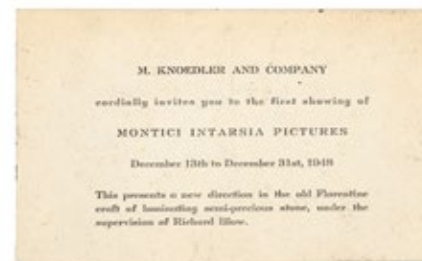 M. KNOEDLER AND COMPANY
cordially invites you to the first showing of
MONTICI INTARSIA PICTURES
December 13th to December 31st, 1948
This presents a new direction in the old Florentine
craft of laminating semi-precious stone, under the
supervision of Richard Blow.